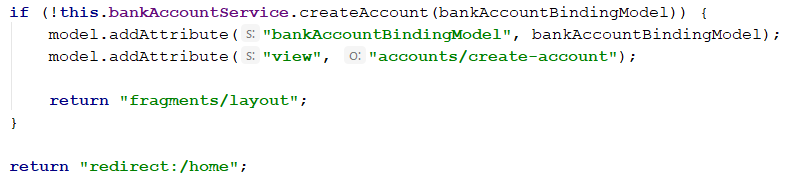 if (!this.bankAccountService.createAccount(bankAccountBindingModel)) {
model.addAttribute( s: "bankAccountBindingModel", bankAccountBindingModel);
model.addAttribute( s: "view", o: "accounts/create-account");
return "fragments/layout";
}
return "redirect:/home";